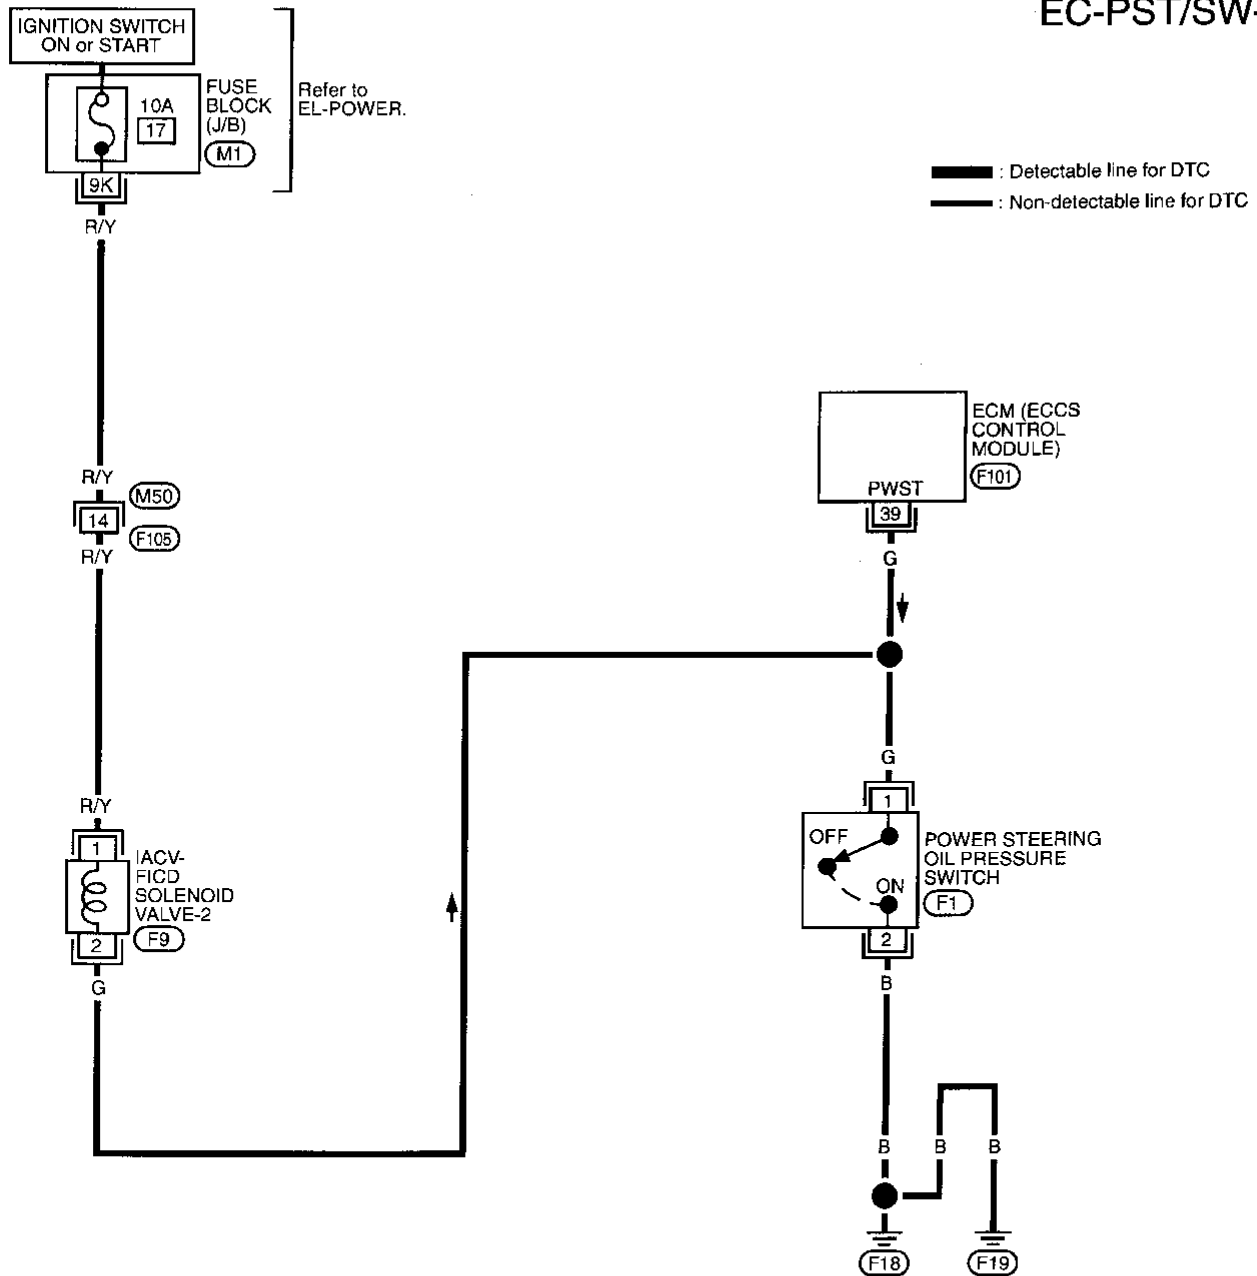 EC-PST/SW-
IGNITION SWITCH
ON or START
FUSE
BLOCK
(J/B)
10A
17
M1
Refer to
EL-POWER.
9K
R/Y
: Detectable line for DTC
: Non-detectable line for DTC
ECM (ECCS
CONTROL
MODULE)
F101
PWST
39
G
R/Y
M50
14
F105
R/Y
G
1
R/Y
1
IACV-
FICD
SOLENOID
VALVE-2
F9
2
G
OFF
ON
POWER STEERING
OIL PRESSURE
SWITCH
F1
2
B
B
B
B
F18
F19